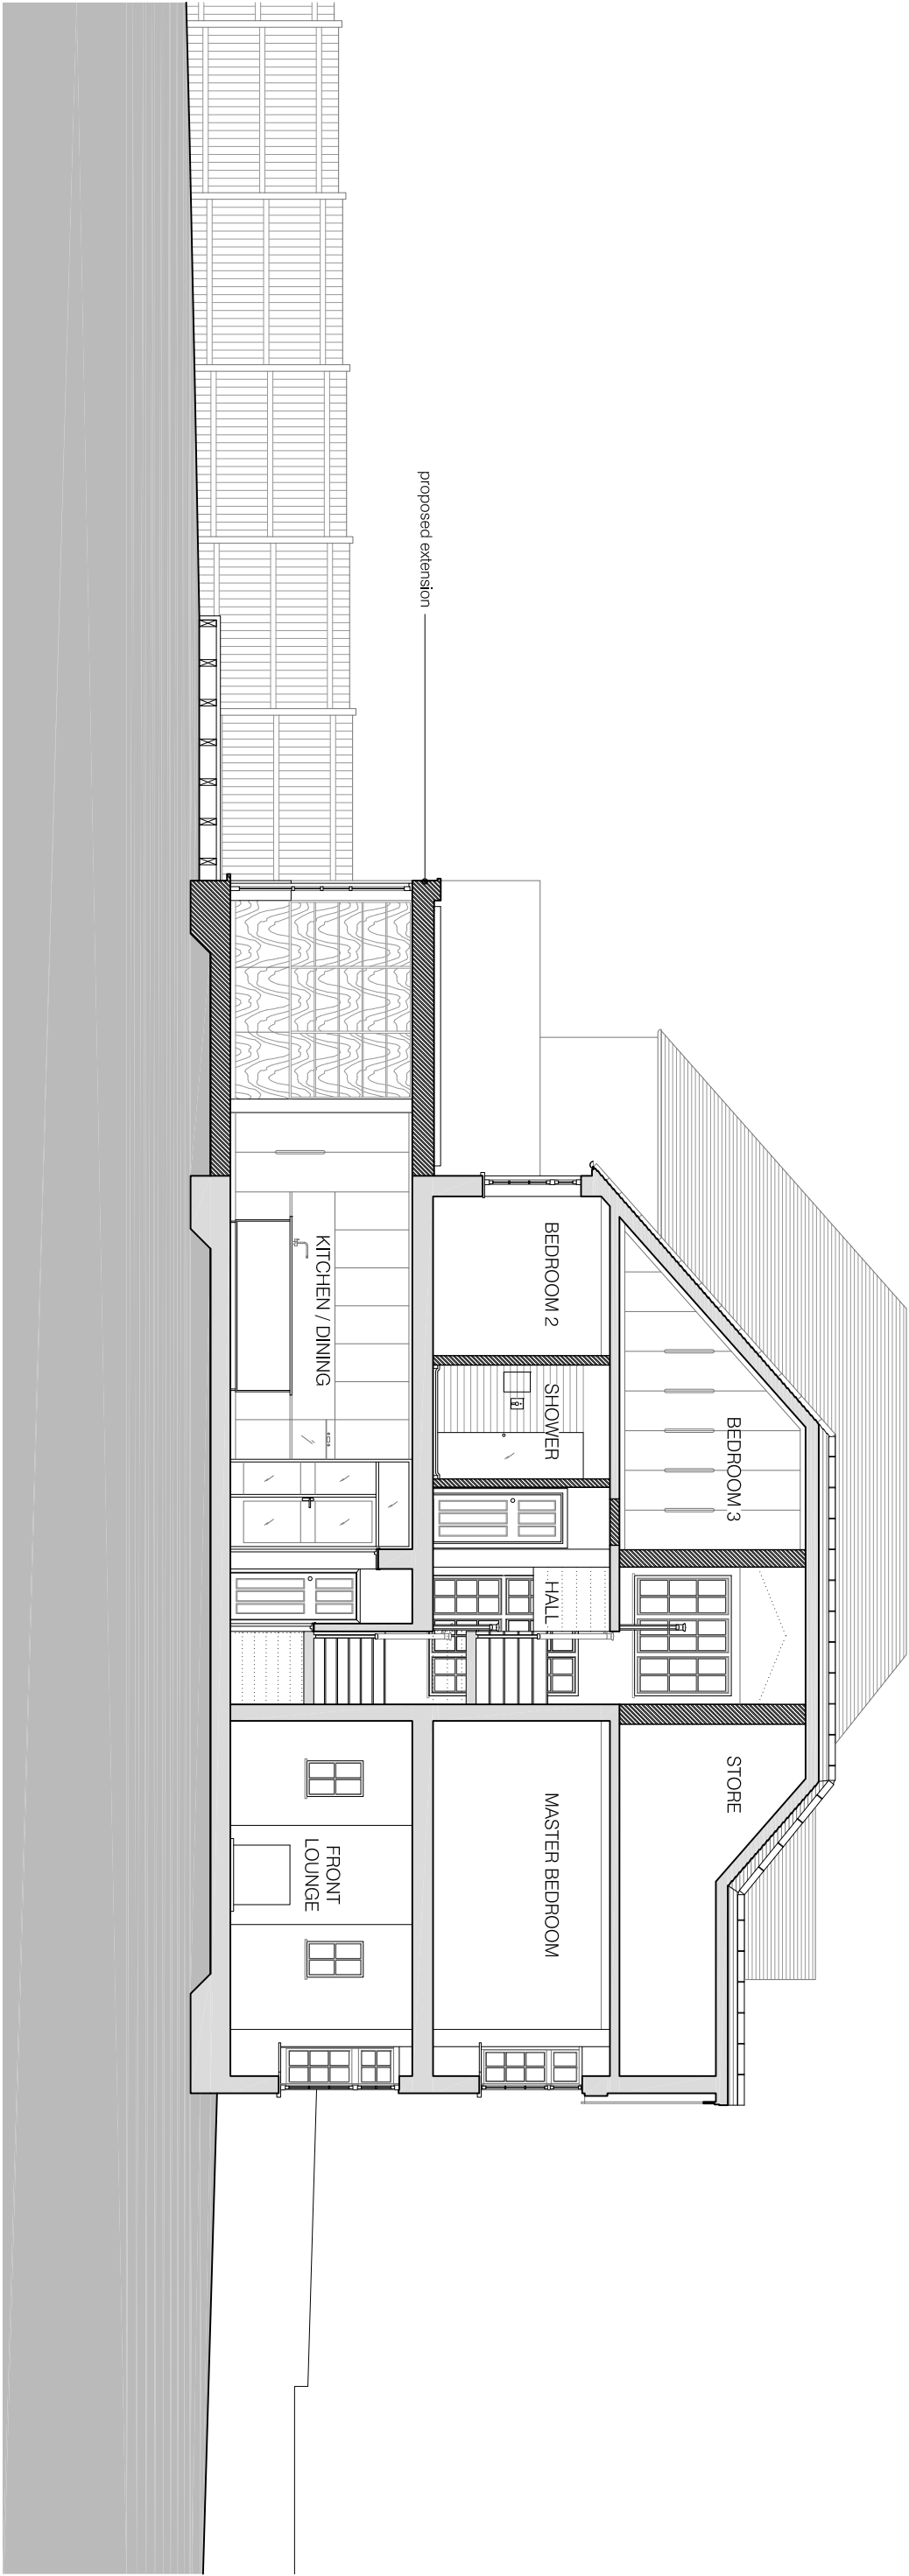 proposed extension
BEDROOM 3
STORE
BEDROOM 2
SHOWER
HALL
MASTER BEDROOM
KITCHEN / DINING
FRONT
LOUNGE